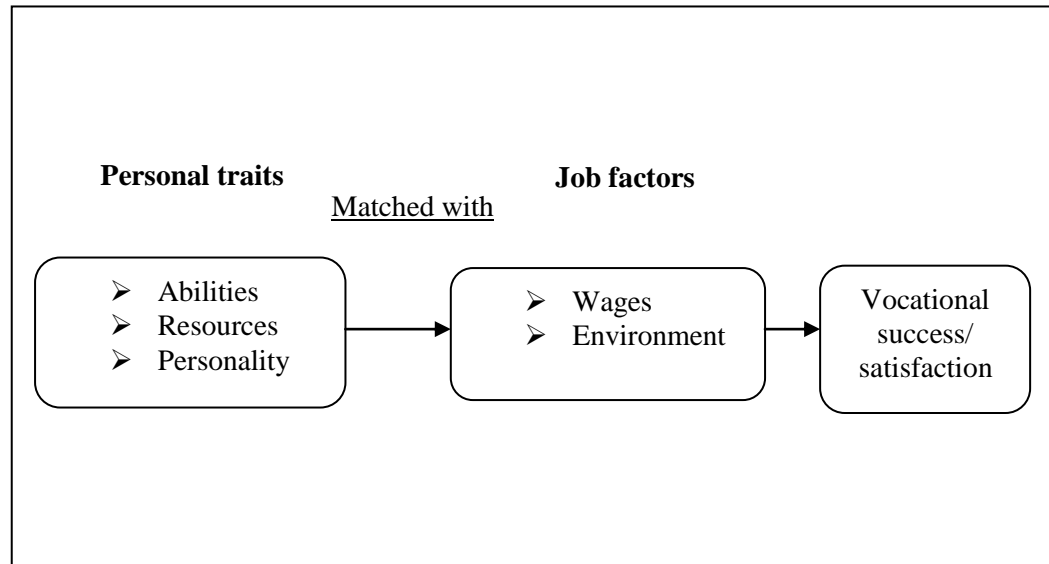 Personal traits
Job factors
Matched with
➢ Abilities
➢ Resources
➢ Personality
➢ Wages
➢ Environment
Vocational
success/
satisfaction